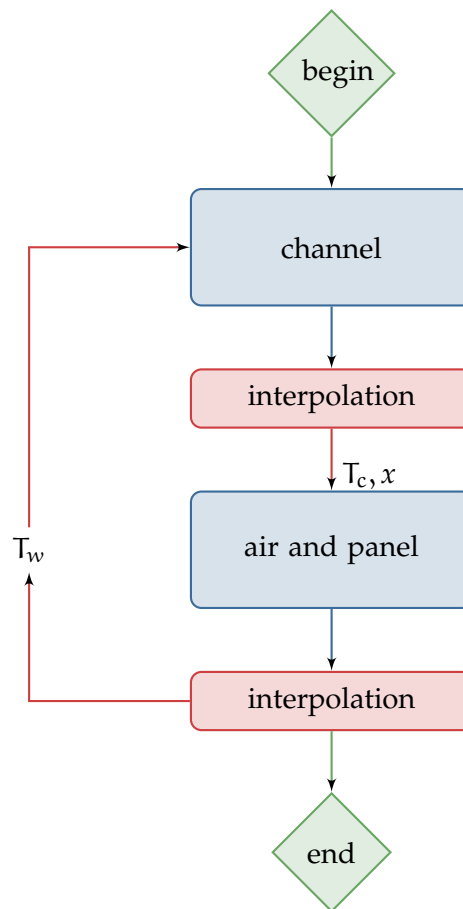 begin
channel
interpolation
T_c, x
air and panel
T_w
interpolation
end